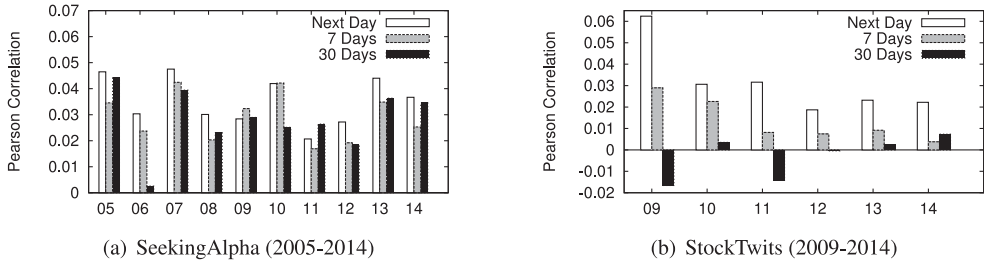 0.07
0.06
0.05
0.04
0.03
0.02
0.01
0
Pearson Correlation
Next Day
7 Days
30 Days
05 06 07 08 09 10 11 12 13 14
(a) SeekingAlpha (2005-2014)
0.06
0.05
0.04
0.03
0.02
0.01
0
-0.01
-0.02
Pearson Correlation
Next Day
7 Days
30 Days
09 10 11 12 13 14
(b) StockTwits (2009-2014)